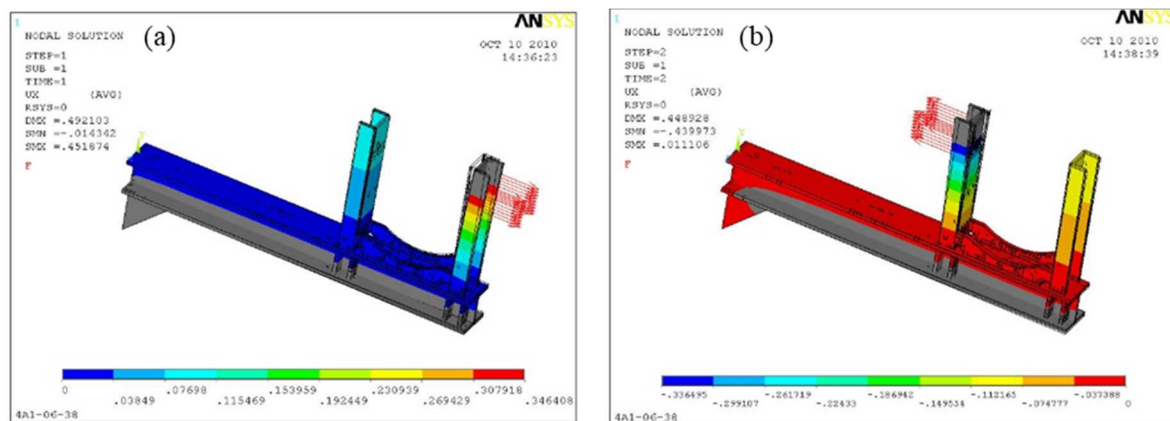 1
ANSYS
NODAL SOLUTION
(a)
OCT 10 2010
14:36:23
STEP=1
SUB =1
TIME=1
UX (AVG)
RSYS=0
DMX =.492103
SMN =-.014342
SMX =.451874
Y
F
0 .07698 .153959 .230939 .307918
.03849 .115469 .192449 .269429 .346408
4A1-06-38
1
ANSYS
NODAL SOLUTION
(b)
OCT 10 2010
14:38:39
STEP=2
SUB =1
TIME=2
UX (AVG)
RSYS=0
DMX =.448928
SMN =-.439973
SMX =.011106
F
-.336495 -.261719 -.186942 -.112165 -.037388
-.299107 -.22433 -.149554 -.074777 0
4A1-06-38